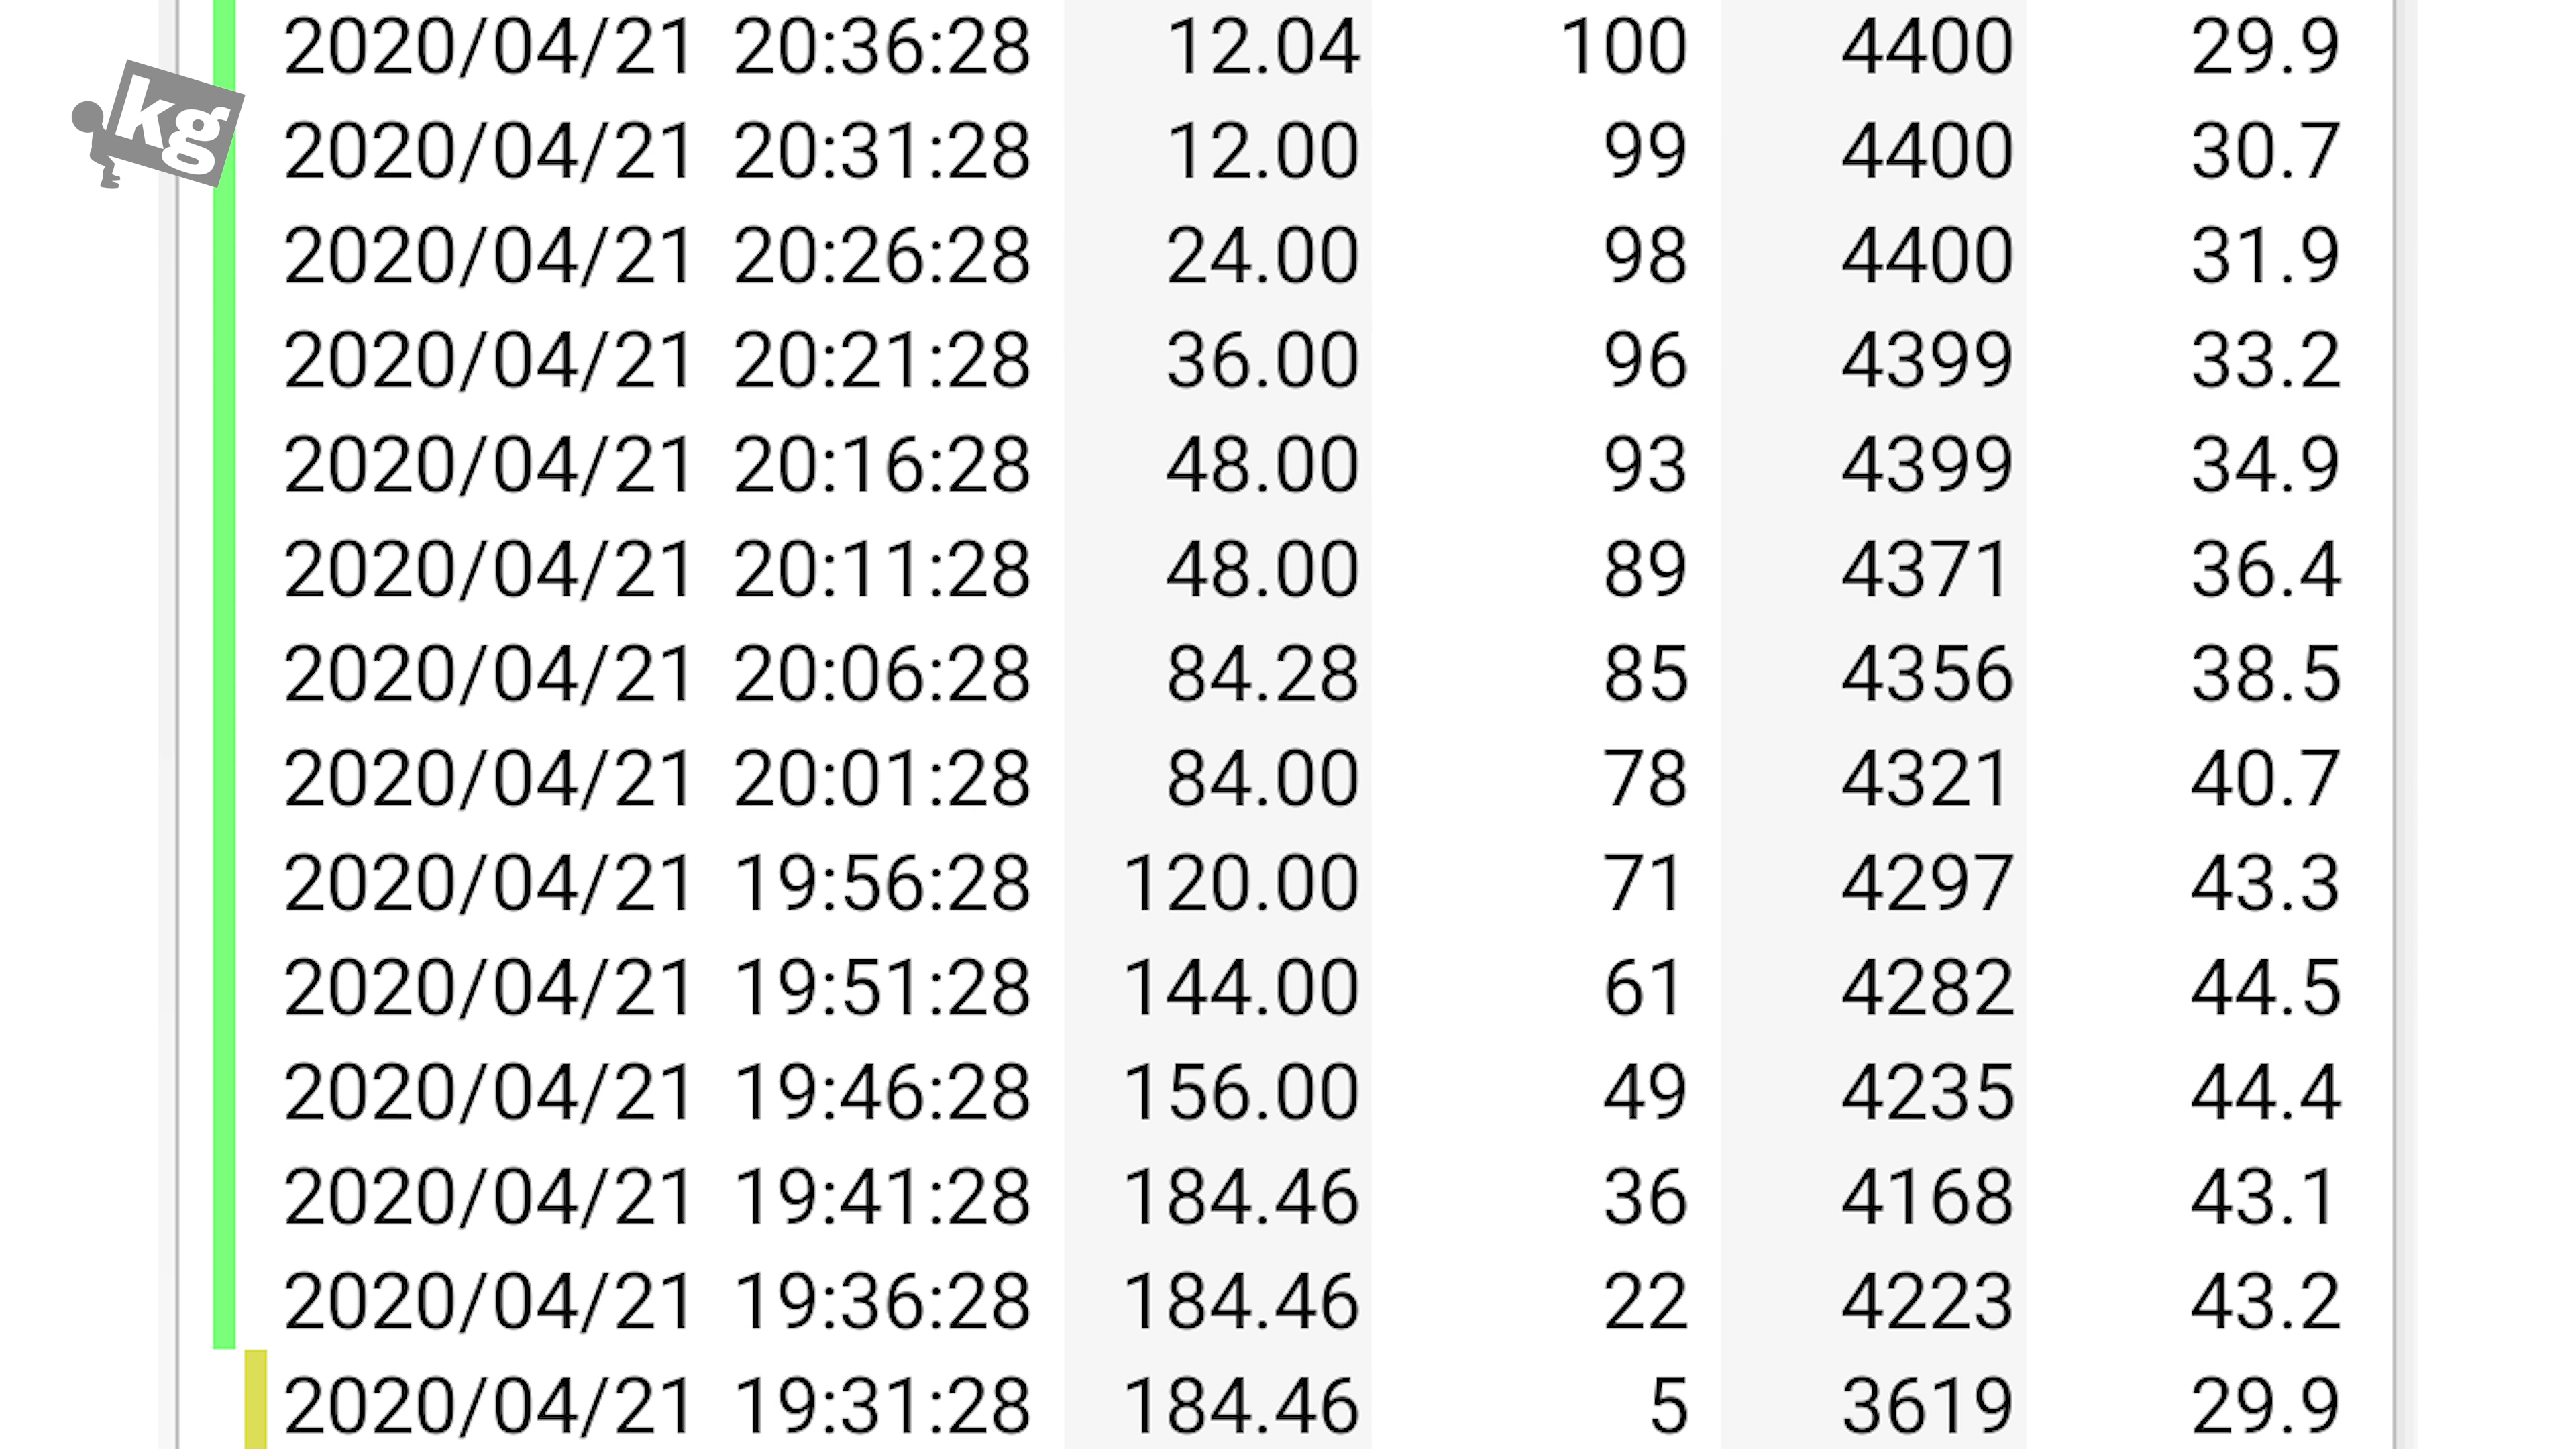 2020/04/21 20:36:28 12.04 100 4400 29.9
kg
2020/04/21 20:31:28 12.00 99 4400 30.7
2020/04/21 20:26:28 24.00 98 4400 31.9
2020/04/21 20:21:28 36.00 96 4399 33.2
2020/04/21 20:16:28 48.00 93 4399 34.9
2020/04/21 20:11:28 48.00 89 4371 36.4
2020/04/21 20:06:28 84.28 85 4356 38.5
2020/04/21 20:01:28 84.00 78 4321 40.7
2020/04/21 19:56:28 120.00 71 4297 43.3
2020/04/21 19:51:28 144.00 61 4282 44.5
2020/04/21 19:46:28 156.00 49 4235 44.4
2020/04/21 19:41:28 184.46 36 4168 43.1
2020/04/21 19:36:28 184.46 22 4223 43.2
2020/04/21 19:31:28 184.46 5 3619 29.9